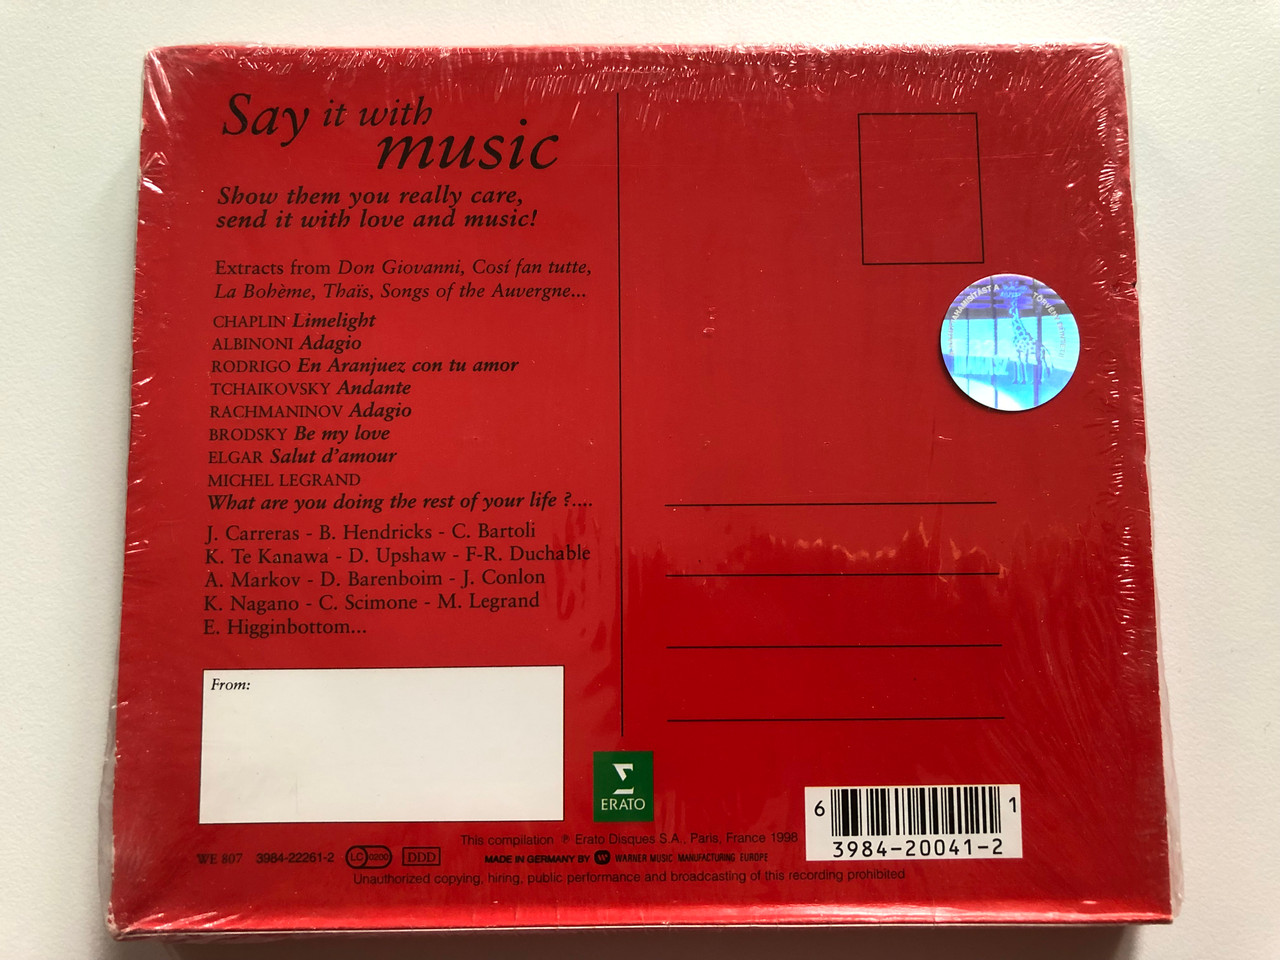 Say it with
music
Show them you really care,
send it with love and music!
Extracts from Don Giovanni, Cosí fan tutte,
La Bohème, Thaïs, Songs of the Auvergne...
CHAPLIN Limelight
ALBINONI Adagio
RODRIGO En Aranjuez con tu amor
TCHAIKOVSKY Andante
RACHMANINOV Adagio
BRODSKY Be my love
ELGAR Salut d'amour
MICHEL LEGRAND
What are you doing the rest of your life ?....
J. Carreras - B. Hendricks - C. Bartoli
K. Te Kanawa - D. Upshaw - F-R. Duchable
A. Markov - D. Barenboim - J. Conlon
K. Nagano - C. Scimone - M. Legrand
E. Higginbottom...
From:
ERATO
6 1
3984-20041-2
This compilation ℗ Erato Disques S.A., Paris, France 1998
WE 807 3984-22261-2 LC 0200 DDD MADE IN GERMANY BY W WARNER MUSIC MANUFACTURING EUROPE
Unauthorized copying, hiring, public performance and broadcasting of this recording prohibited